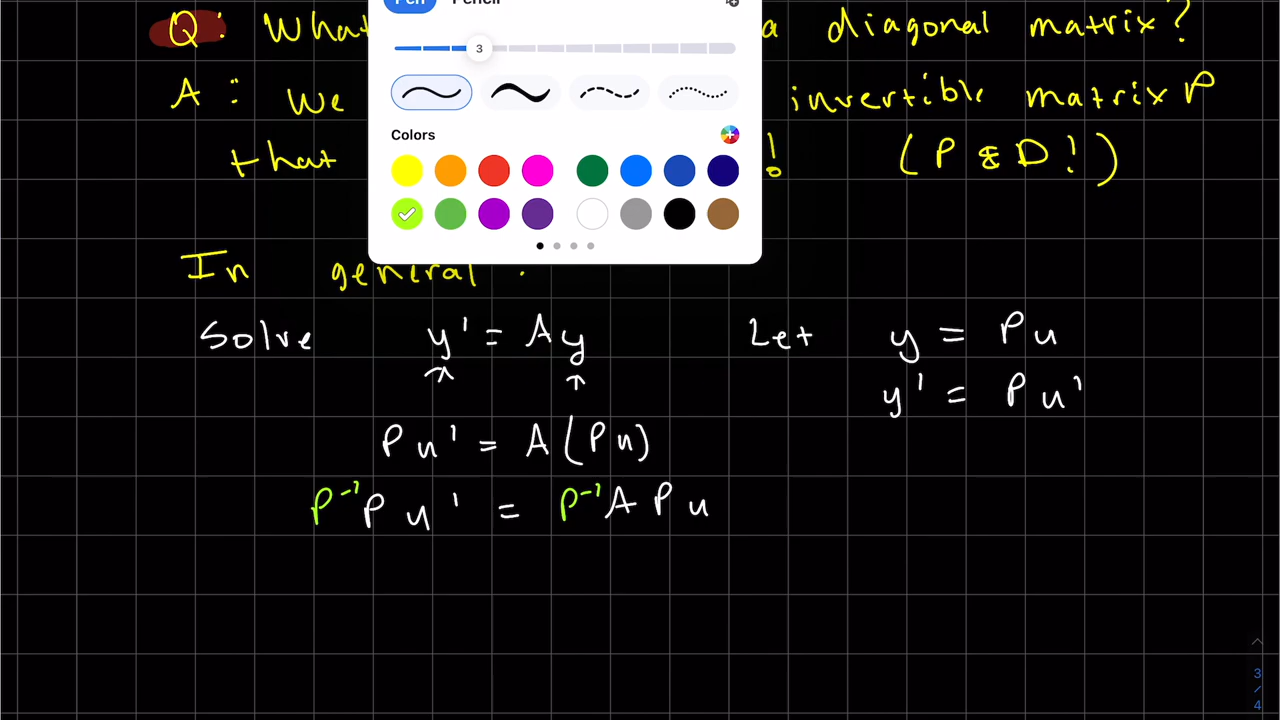 Pen Pencil
Q: What a diagonal matrix?
3
A: We invertible matrix P
Colors
that ! (P & D!)
In general:
Solve y' = Ay Let y = Pu
y' = Pu'
Pu' = A(Pu)
P⁻¹Pu' = P⁻¹APu
3/4